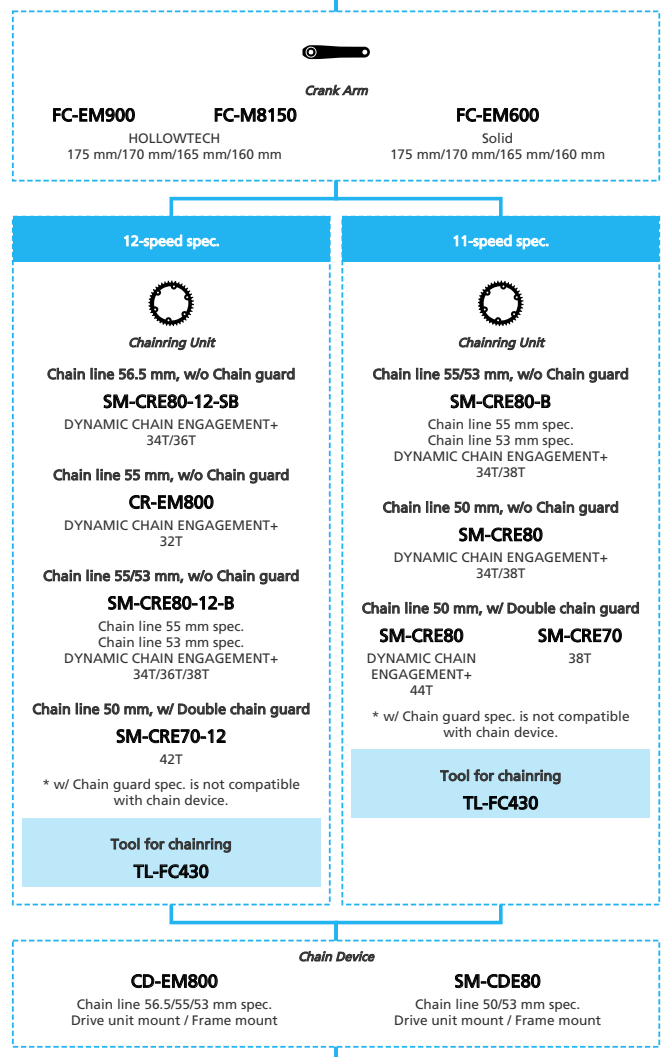 Crank Arm
FC-EM900
FC-M8150
HOLLOWTECH
175 mm/170 mm/165 mm/160 mm
FC-EM600
Solid
175 mm/170 mm/165 mm/160 mm
12-speed spec.
Chainring Unit
Chain line 56.5 mm, w/o Chain guard
SM-CRE80-12-SB
DYNAMIC CHAIN ENGAGEMENT+
34T/36T
Chain line 55 mm, w/o Chain guard
CR-EM800
DYNAMIC CHAIN ENGAGEMENT+
32T
Chain line 55/53 mm, w/o Chain guard
SM-CRE80-12-B
Chain line 55 mm spec.
Chain line 53 mm spec.
DYNAMIC CHAIN ENGAGEMENT+
34T/36T/38T
Chain line 50 mm, w/ Double chain guard
SM-CRE70-12
42T
* w/ Chain guard spec. is not compatible
with chain device.
Tool for chainring
TL-FC430
11-speed spec.
Chainring Unit
Chain line 55/53 mm, w/o Chain guard
SM-CRE80-B
Chain line 55 mm spec.
Chain line 53 mm spec.
DYNAMIC CHAIN ENGAGEMENT+
34T/38T
Chain line 50 mm, w/o Chain guard
SM-CRE80
DYNAMIC CHAIN ENGAGEMENT+
34T/38T
Chain line 50 mm, w/ Double chain guard
SM-CRE80
DYNAMIC CHAIN
ENGAGEMENT+
44T
SM-CRE70
38T
* w/ Chain guard spec. is not compatible
with chain device.
Tool for chainring
TL-FC430
Chain Device
CD-EM800
Chain line 56.5/55/53 mm spec.
Drive unit mount / Frame mount
SM-CDE80
Chain line 50/53 mm spec.
Drive unit mount / Frame mount